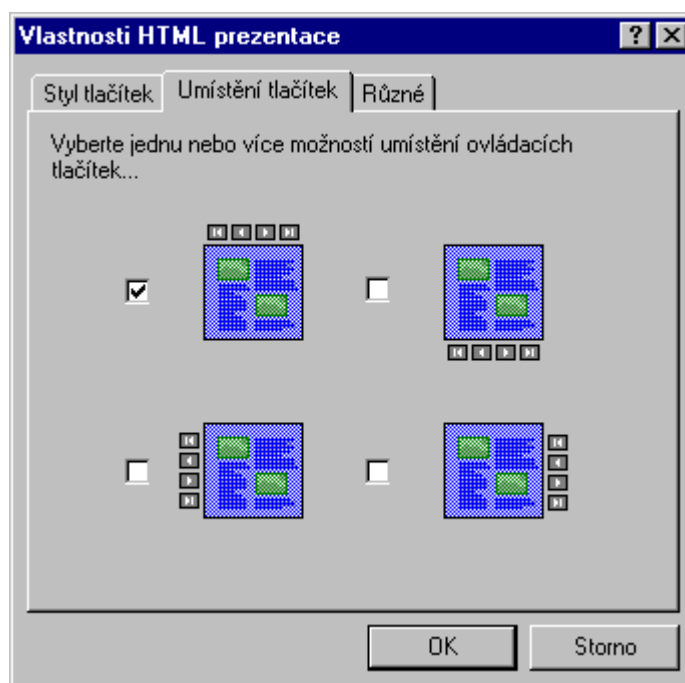 Vlastnosti HTML prezentace
Styl tlačítek
Umístění tlačítek
Různé
Vyberte jednu nebo více možností umístění ovládacích
tlačítek...
OK
Storno